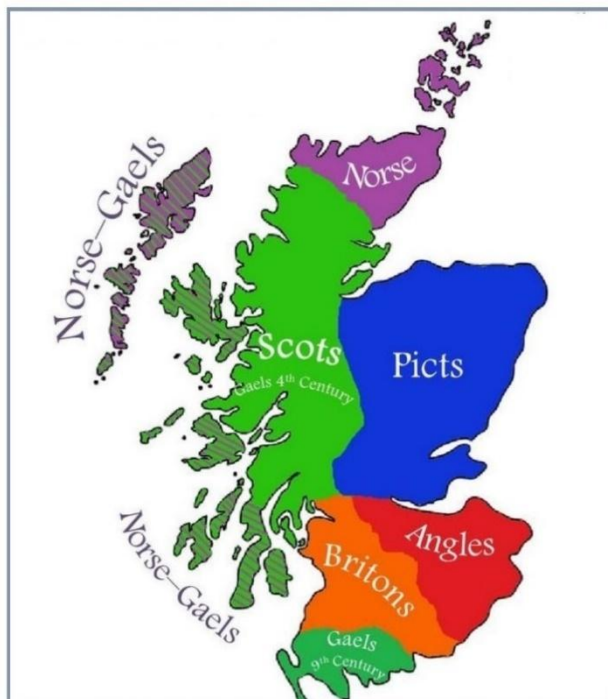 Norse
Norse–Gaels
Scots
Gaels 4th Century
Picts
Norse–Gaels
Angles
Britons
Gaels
9th Century